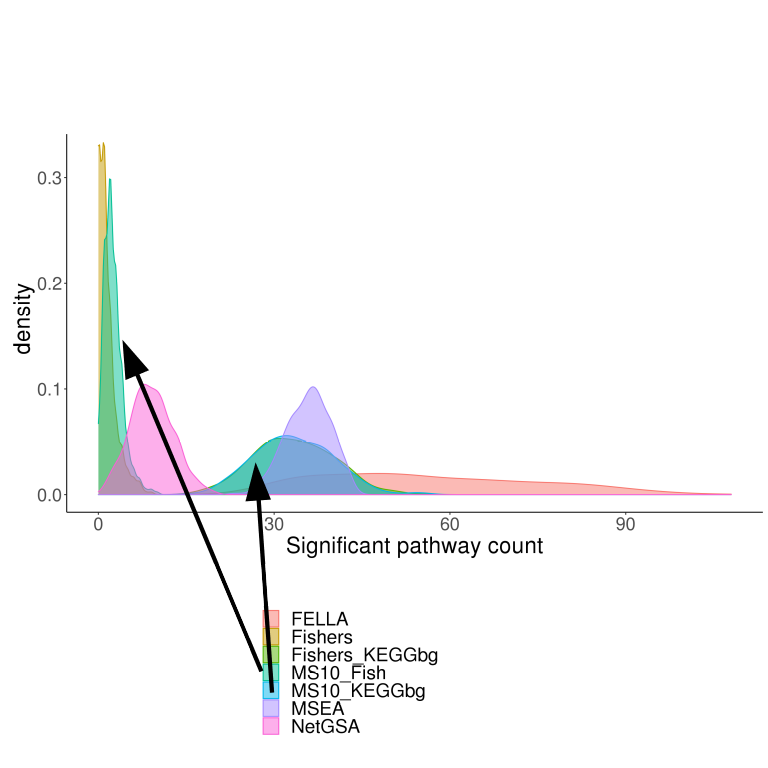 0.3
0.2
0.1
0.0
density
0 30 60 90
Significant pathway count
FELLA
Fishers
Fishers_KEGGbg
MS10_Fish
MS10_KEGGbg
MSEA
NetGSA